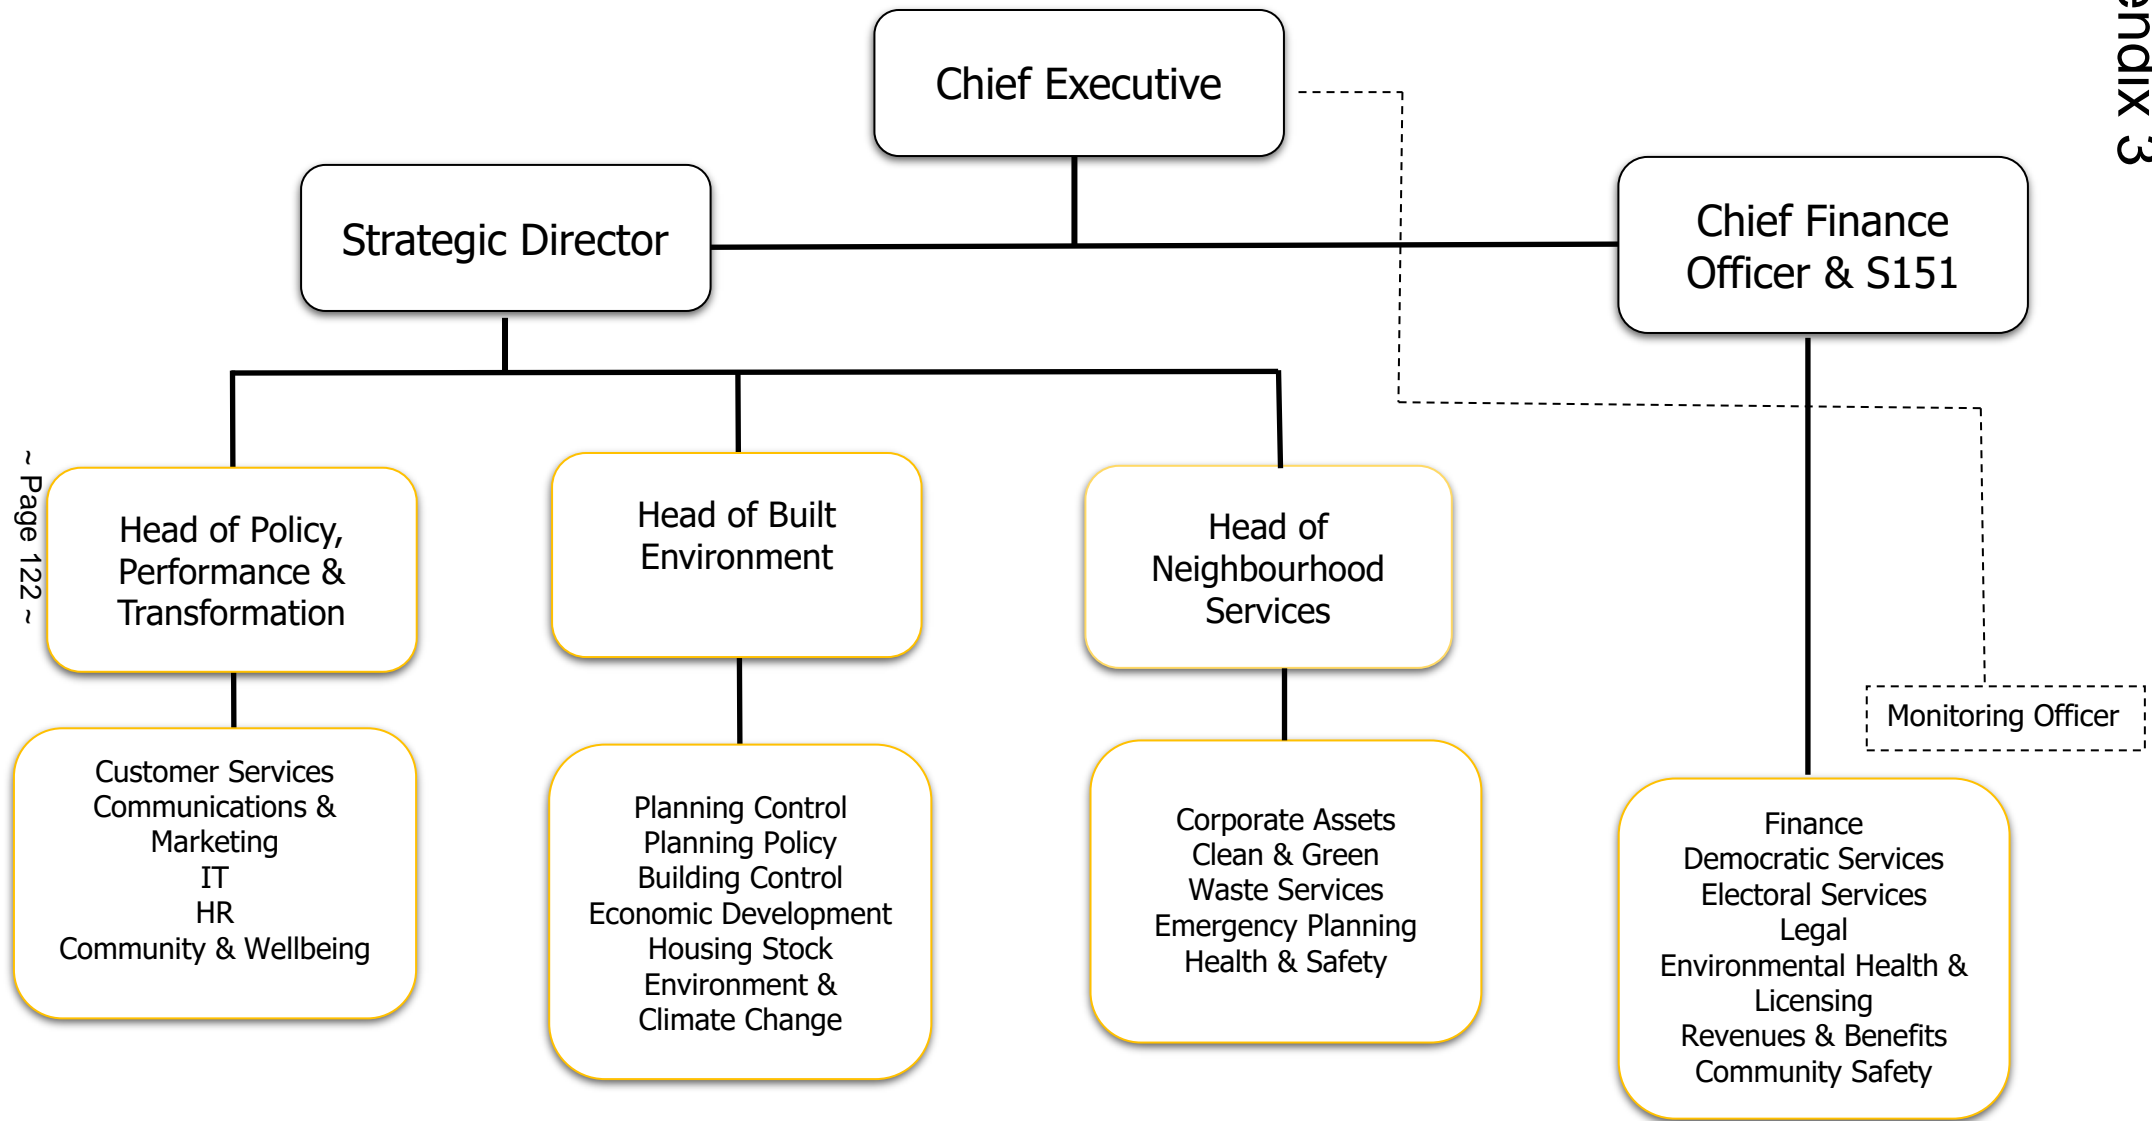 endix 3
Chief Executive
Strategic Director
Chief Finance
Officer & S151
Head of Policy,
Performance &
Transformation
Head of Built
Environment
Head of
Neighbourhood
Services
Monitoring Officer
Customer Services
Communications &
Marketing
IT
HR
Community & Wellbeing
Planning Control
Planning Policy
Building Control
Economic Development
Housing Stock
Environment &
Climate Change
Corporate Assets
Clean & Green
Waste Services
Emergency Planning
Health & Safety
Finance
Democratic Services
Electoral Services
Legal
Environmental Health &
Licensing
Revenues & Benefits
Community Safety
~ Page 122 ~